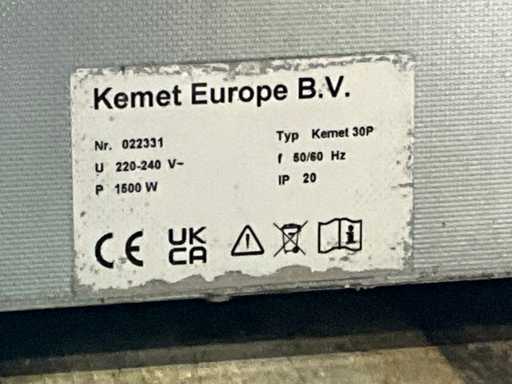 Kemet Europe B.V.
Nr. 022331
Typ Kemet 30P
U 220-240 V~
f 50/60 Hz
P 1500 W
IP 20
CE UK
CA